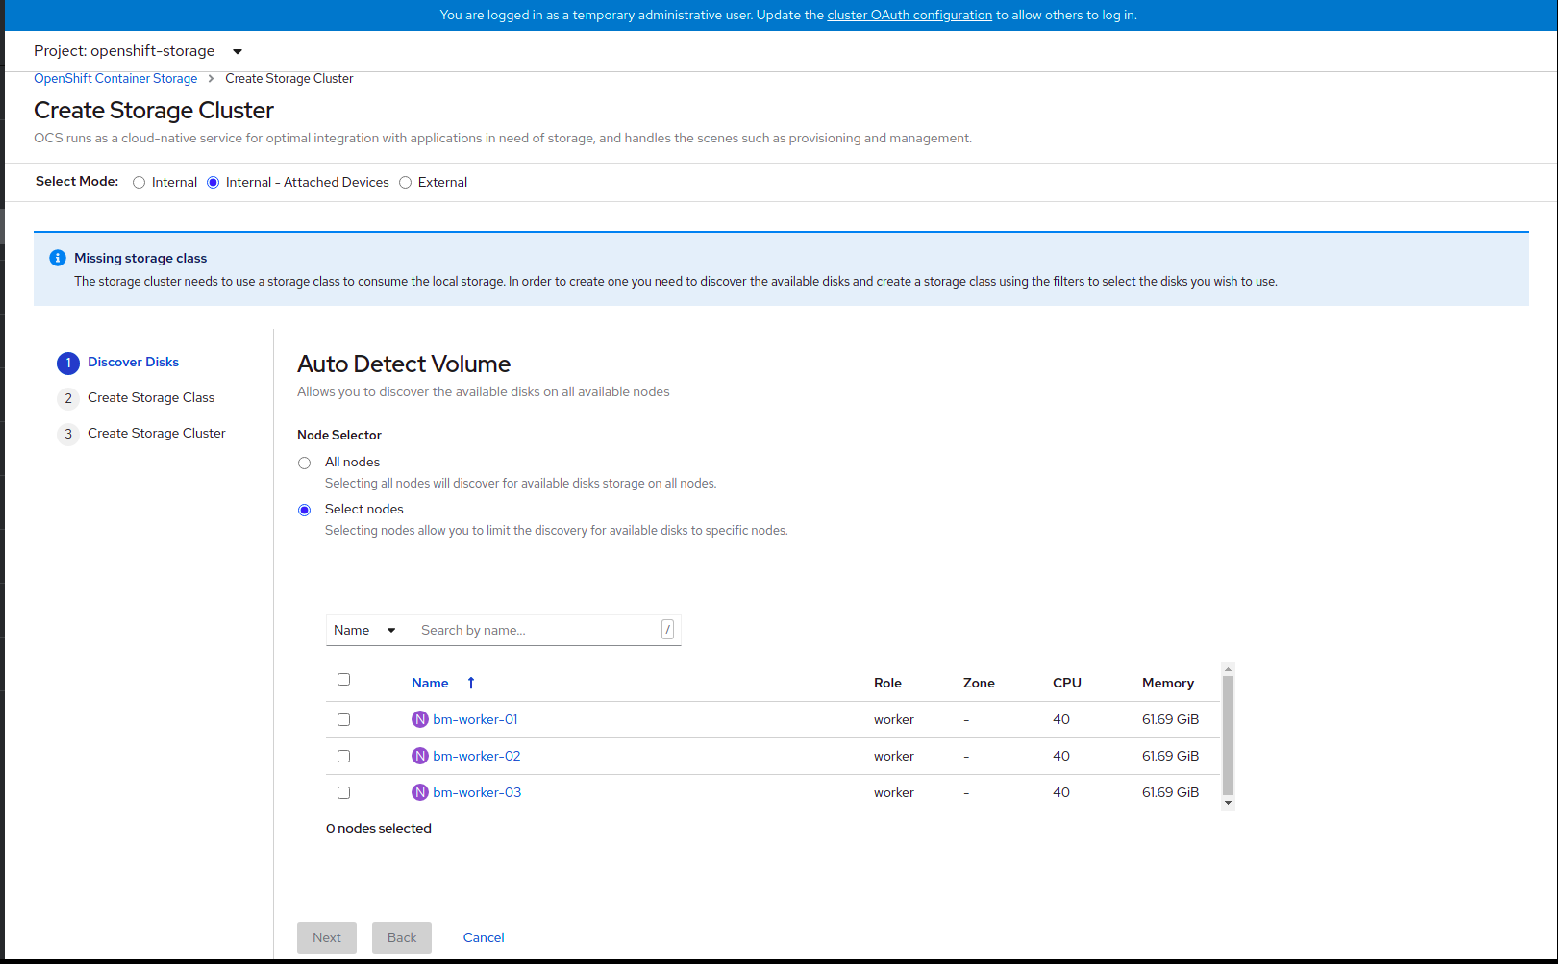 You are logged in as a temporary administrative user. Update the cluster OAuth configuration to allow others to log in.
Project: openshift-storage
OpenShift Container Storage > Create Storage Cluster
Create Storage Cluster
OCS runs as a cloud-native service for optimal integration with applications in need of storage, and handles the scenes such as provisioning and management.
Select Mode: Internal Internal - Attached Devices External
Missing storage class
The storage cluster needs to use a storage class to consume the local storage. In order to create one you need to discover the available disks and create a storage class using the filters to select the disks you wish to use.
1 Discover Disks
2 Create Storage Class
3 Create Storage Cluster
Auto Detect Volume
Allows you to discover the available disks on all available nodes
Node Selector
All nodes
Selecting all nodes will discover for available disks storage on all nodes.
Select nodes
Selecting nodes allow you to limit the discovery for available disks to specific nodes.
Name Search by name... /
Name ↑ Role Zone CPU Memory
N bm-worker-01 worker - 40 61.69 GiB
N bm-worker-02 worker - 40 61.69 GiB
N bm-worker-03 worker - 40 61.69 GiB
0 nodes selected
Next Back Cancel